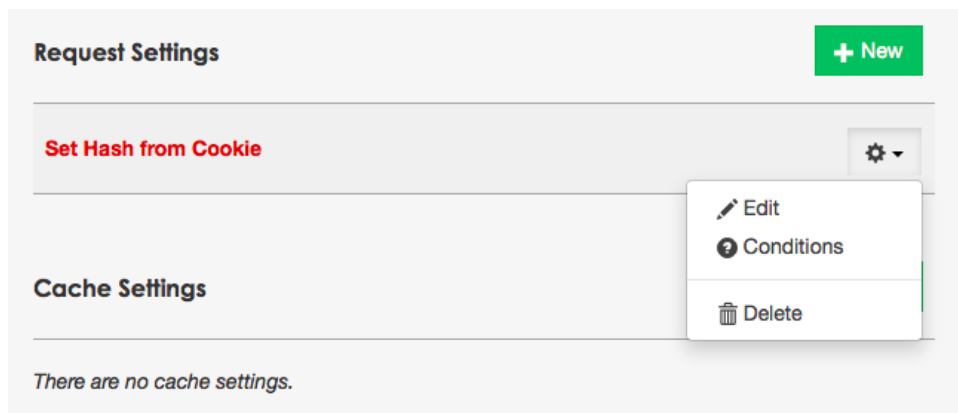 Request Settings
New
Set Hash from Cookie
Edit
Conditions
Cache Settings
Delete
There are no cache settings.